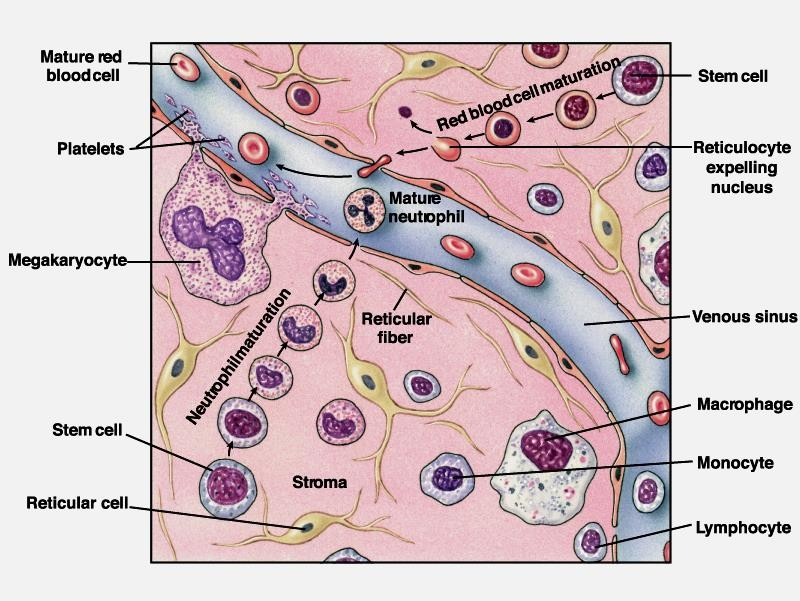 Mature red
blood cell
Platelets
Megakaryocyte
Stem cell
Reticular cell
Red blood cell maturation
Mature
neutrophil
Neutrophil maturation
Reticular
fiber
Stroma
Stem cell
Reticulocyte
expelling
nucleus
Venous sinus
Macrophage
Monocyte
Lymphocyte